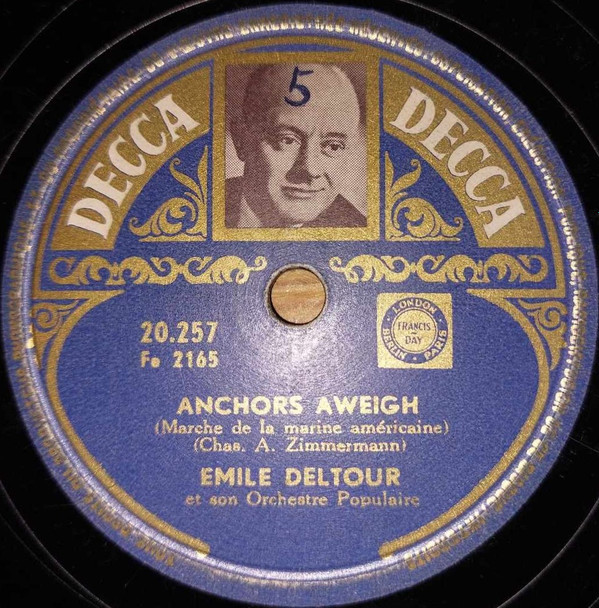 5
DECCA
DECCA
20.257
Fo 2165
LONDON
FRANCIS
DAY
BERLIN • PARIS
ANCHORS AWEIGH
(Marche de la marine américaine)
(Chas. A. Zimmermann)
EMILE DELTOUR
et son Orchestre Populaire